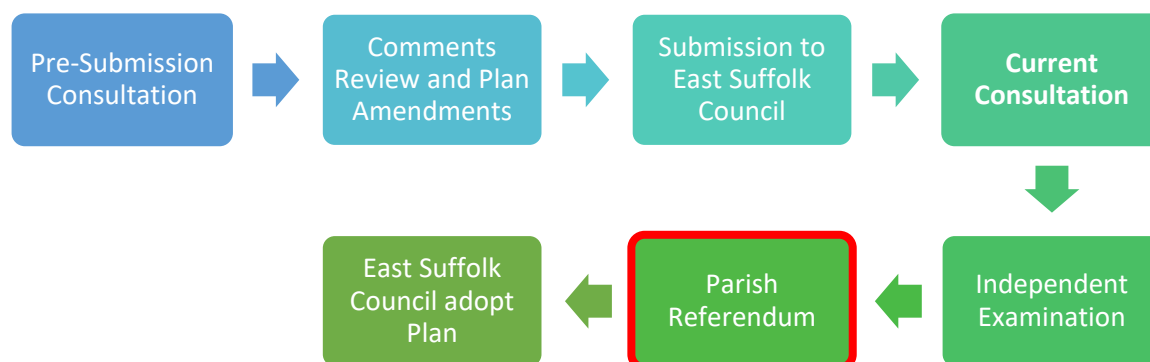 Pre-Submission
Consultation
Comments
Review and Plan
Amendments
Submission to
East Suffolk
Council
Current
Consultation
Independent
Examination
Parish
Referendum
East Suffolk
Council adopt
Plan